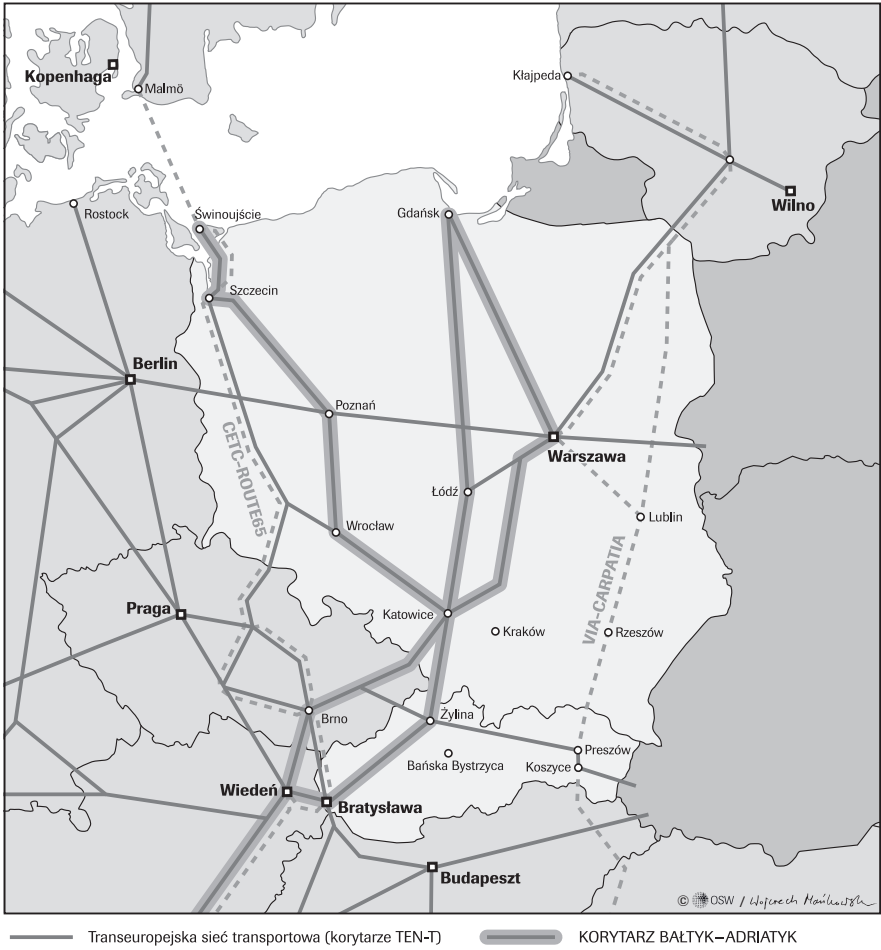 Kopenhaga
Malmö
Kłajpeda
Wilno
Rostock
Świnoujście
Gdańsk
Szczecin
Berlin
Poznań
Warszawa
CETC-ROUTE65
Łódź
Wrocław
Lublin
VIA-CARPATIA
Praga
Katowice
Kraków
Rzeszów
Brno
Żylina
Preszów
Bańska Bystrzyca
Koszyce
Wiedeń
Bratysława
Budapeszt
© OSW / Wojciech Mańkowski
Transeuropejska sieć transportowa (korytarze TEN-T)
KORYTARZ BAŁTYK–ADRIATYK